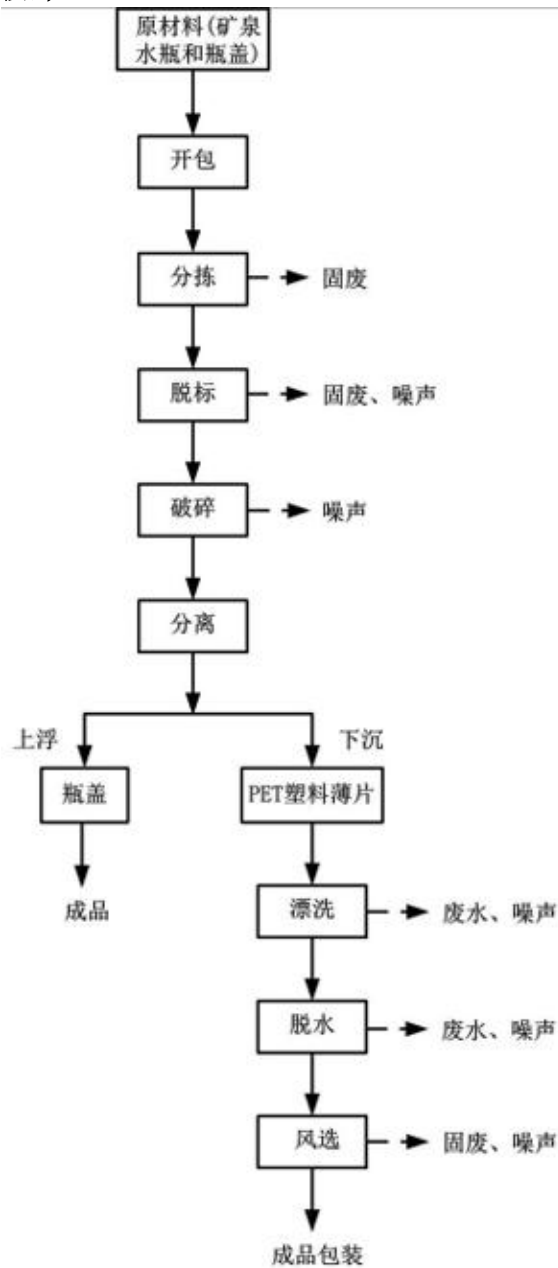 原材料(矿泉
水瓶和瓶盖)
开包
分拣
固废
脱标
固废、噪声
破碎
噪声
分离
上浮
下沉
瓶盖
PET塑料薄片
成品
漂洗
废水、噪声
脱水
废水、噪声
风选
固废、噪声
成品包装